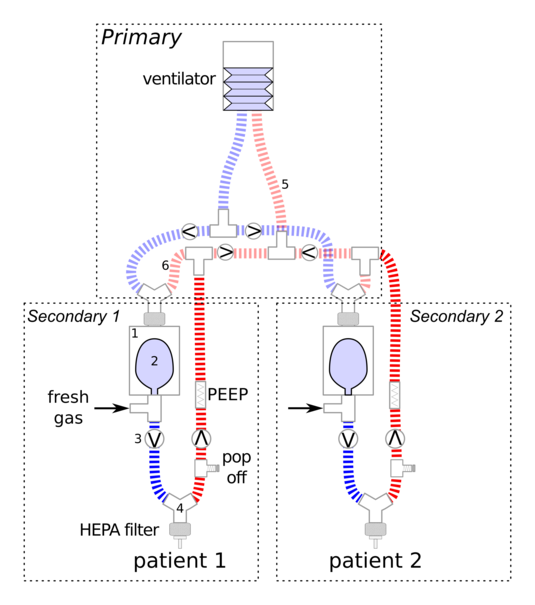 Primary
ventilator
5
6
Secondary 1
Secondary 2
1
2
fresh
gas
PEEP
3
pop
off
4
HEPA filter
patient 1
patient 2